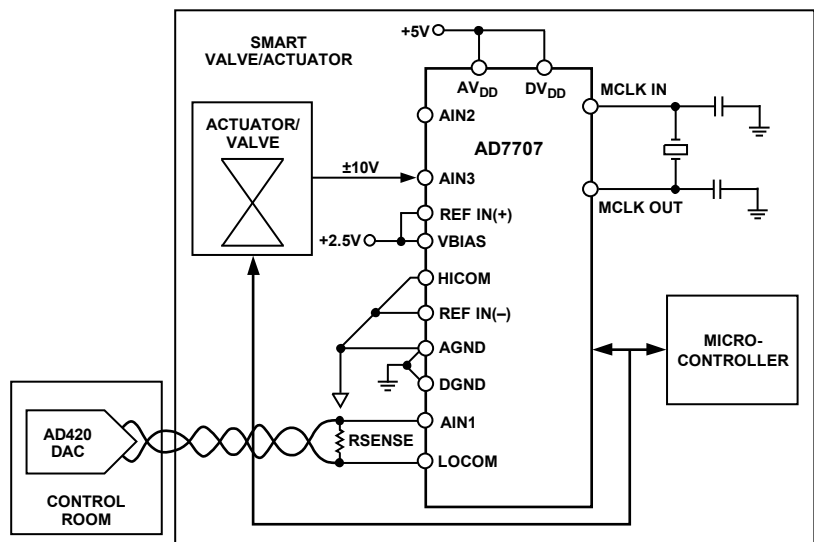 SMART
VALVE/ACTUATOR
+5V
AVDD
DVDD
MCLK IN
AIN2
ACTUATOR/
VALVE
AD7707
±10V
AIN3
MCLK OUT
REF IN(+)
+2.5V
VBIAS
HICOM
REF IN(–)
MICRO-
CONTROLLER
AGND
DGND
AD420
DAC
AIN1
RSENSE
LOCOM
CONTROL
ROOM